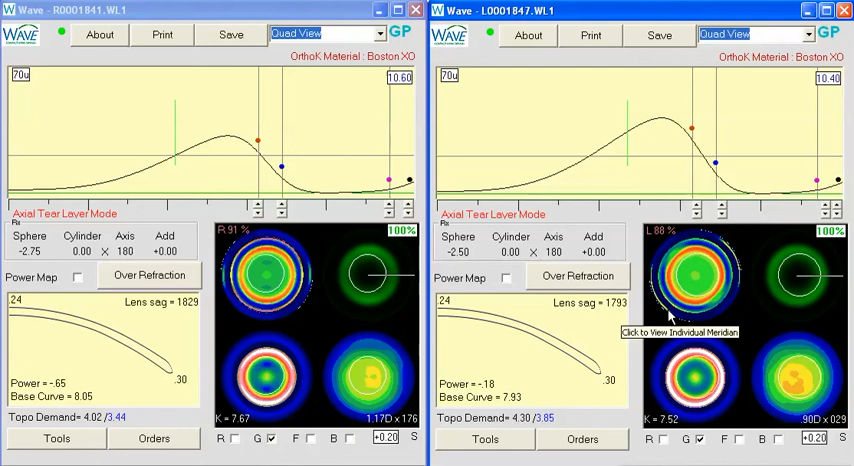 Wave - R0001841.WL1
WAVE
About
Print
Save
Quad View
GP
OrthoK Material : Boston XO
70u
10.60
Axial Tear Layer Mode
Rx
Sphere Cylinder Axis Add
-2.75 0.00 X 180 +0.00
Power Map
Over Refraction
.24
Lens sag = 1829
.30
Power = -.65
Base Curve = 8.05
Topo Demand= 4.02 /3.44
Tools
Orders
R 91 %
100%
K = 7.67
1.17D x 176
R G F B +0.20 S
Wave - L0001847.WL1
WAVE
About
Print
Save
Quad View
GP
OrthoK Material : Boston XO
70u
10.40
Axial Tear Layer Mode
Rx
Sphere Cylinder Axis Add
-2.50 0.00 X 180 +0.00
Power Map
Over Refraction
.24
Lens sag = 1793
.30
Power = -.18
Base Curve = 7.93
Topo Demand= 4.30 /3.85
Tools
Orders
L 88 %
100%
Click to View Individual Meridian
K = 7.52
.90D x 029
R G F B +0.20 S